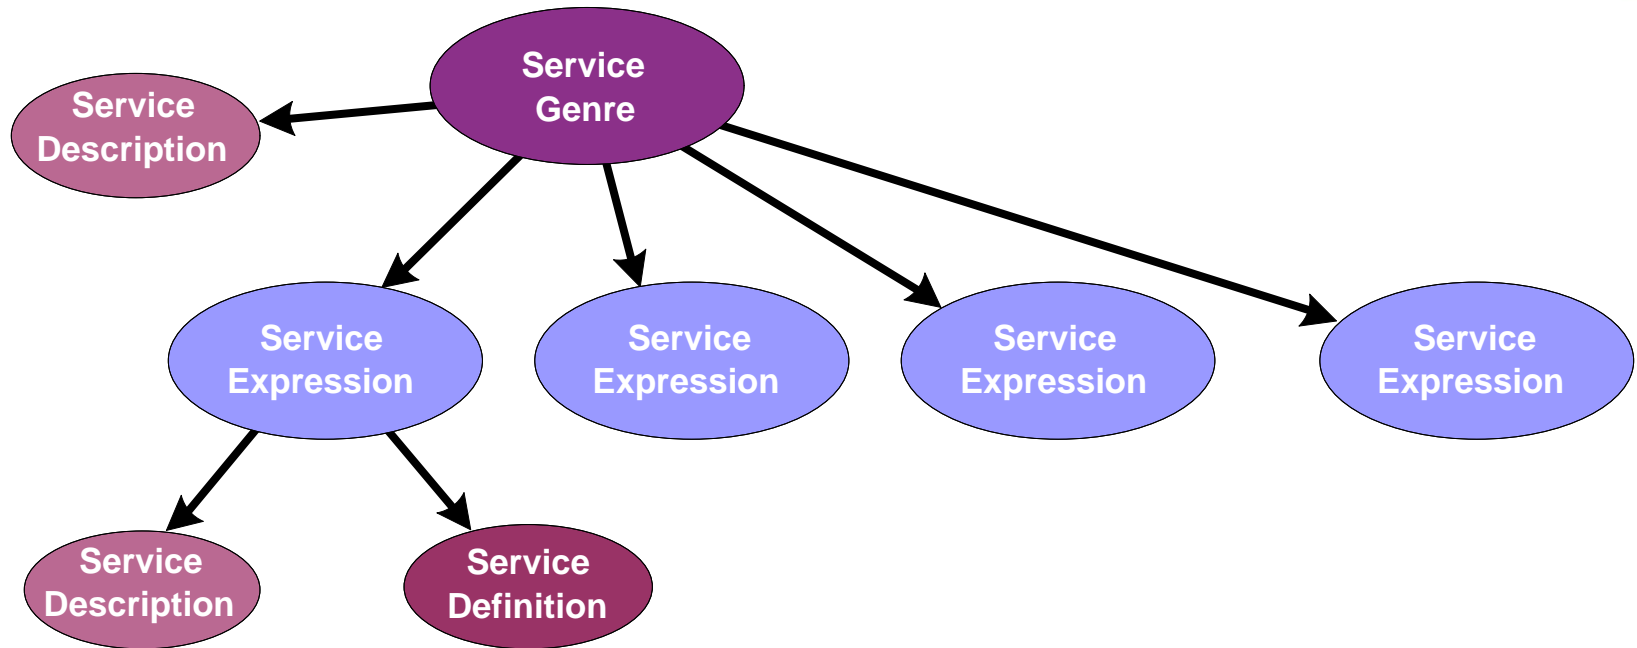 Service
Genre
Service
Description
Service
Expression
Service
Expression
Service
Expression
Service
Expression
Service
Description
Service
Definition